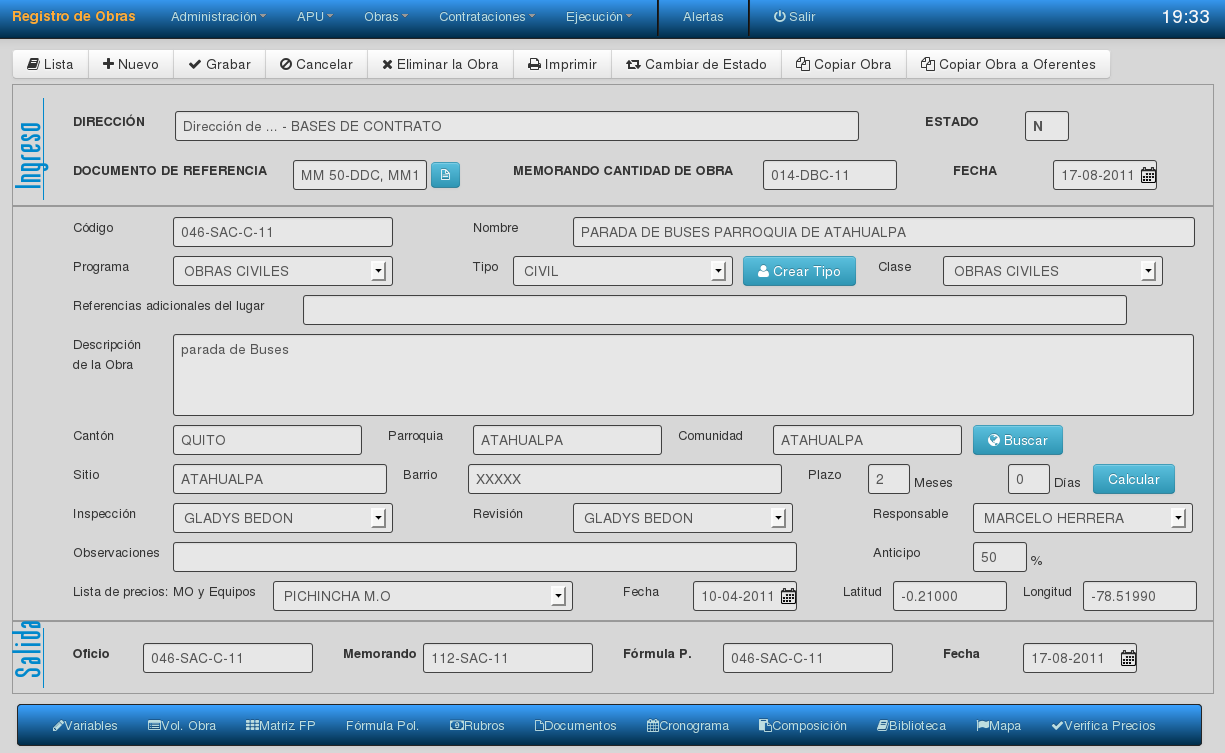 Registro de Obras Administración APU Obras Contrataciones Ejecución Alertas Salir 19:33
Lista Nuevo Grabar Cancelar Eliminar la Obra Imprimir Cambiar de Estado Copiar Obra Copiar Obra a Oferentes
Ingreso
DIRECCIÓN Dirección de ... - BASES DE CONTRATO ESTADO N
DOCUMENTO DE REFERENCIA MM 50-DDC, MM1 MEMORANDO CANTIDAD DE OBRA 014-DBC-11 FECHA 17-08-2011
Código 046-SAC-C-11 Nombre PARADA DE BUSES PARROQUIA DE ATAHUALPA
Programa OBRAS CIVILES Tipo CIVIL Crear Tipo Clase OBRAS CIVILES
Referencias adicionales del lugar
Descripción parada de Buses
de la Obra
Cantón QUITO Parroquia ATAHUALPA Comunidad ATAHUALPA Buscar
Sitio ATAHUALPA Barrio XXXXX Plazo 2 Meses 0 Días Calcular
Inspección GLADYS BEDON Revisión GLADYS BEDON Responsable MARCELO HERRERA
Observaciones Anticipo 50 %
Lista de precios: MO y Equipos PICHINCHA M.O Fecha 10-04-2011 Latitud -0.21000 Longitud -78.51990
Salida
Oficio 046-SAC-C-11 Memorando 112-SAC-11 Fórmula P. 046-SAC-C-11 Fecha 17-08-2011
Variables Vol. Obra Matriz FP Fórmula Pol. Rubros Documentos Cronograma Composición Biblioteca Mapa Verifica Precios